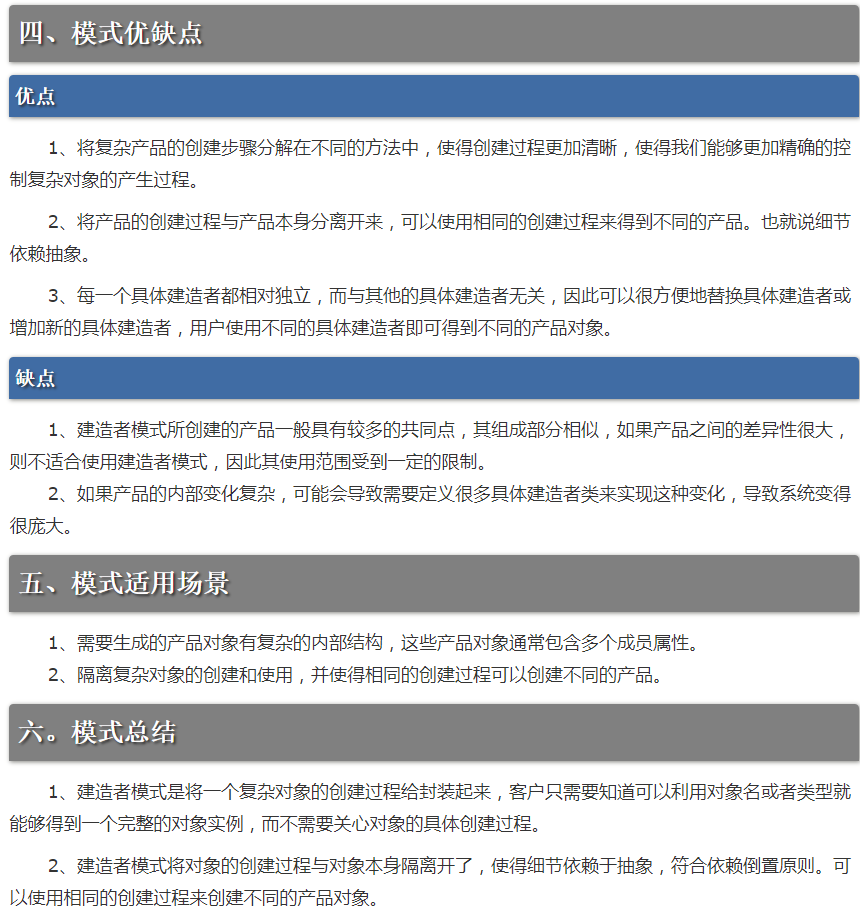 四、模式优缺点
优点
1、将复杂产品的创建步骤分解在不同的方法中，使得创建过程更加清晰，使得我们能够更加精确的控
制复杂对象的产生过程。
2、将产品的创建过程与产品本身分离开来，可以使用相同的创建过程来得到不同的产品。也就说细节
依赖抽象。
3、每一个具体建造者都相对独立，而与其他的具体建造者无关，因此可以很方便地替换具体建造者或
增加新的具体建造者，用户使用不同的具体建造者即可得到不同的产品对象。
缺点
1、建造者模式所创建的产品一般具有较多的共同点，其组成部分相似，如果产品之间的差异性很大，
则不适合使用建造者模式，因此其使用范围受到一定的限制。
2、如果产品的内部变化复杂，可能会导致需要定义很多具体建造者类来实现这种变化，导致系统变得
很庞大。
五、模式适用场景
1、需要生成的产品对象有复杂的内部结构，这些产品对象通常包含多个成员属性。
2、隔离复杂对象的创建和使用，并使得相同的创建过程可以创建不同的产品。
六。模式总结
1、建造者模式是将一个复杂对象的创建过程给封装起来，客户只需要知道可以利用对象名或者类型就
能够得到一个完整的对象实例，而不需要关心对象的具体创建过程。
2、建造者模式将对象的创建过程与对象本身隔离开了，使得细节依赖于抽象，符合依赖倒置原则。可
以使用相同的创建过程来创建不同的产品对象。